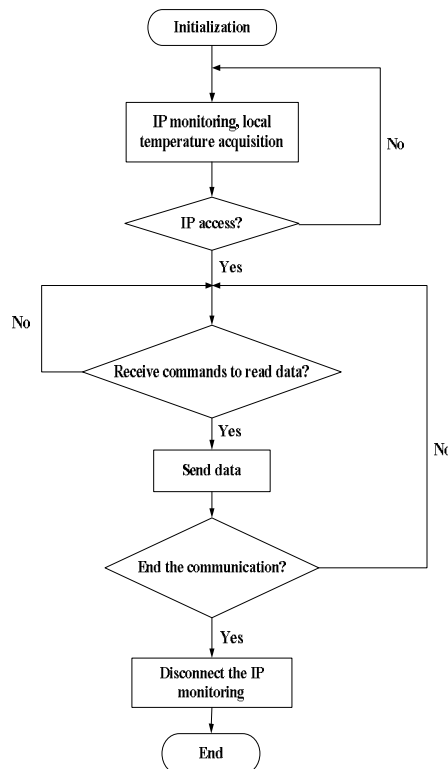 Initialization
IP monitoring, local
temperature acquisition
No
IP access?
Yes
No
Receive commands to read data?
Yes
No
Send data
End the communication?
Yes
Disconnect the IP
monitoring
End